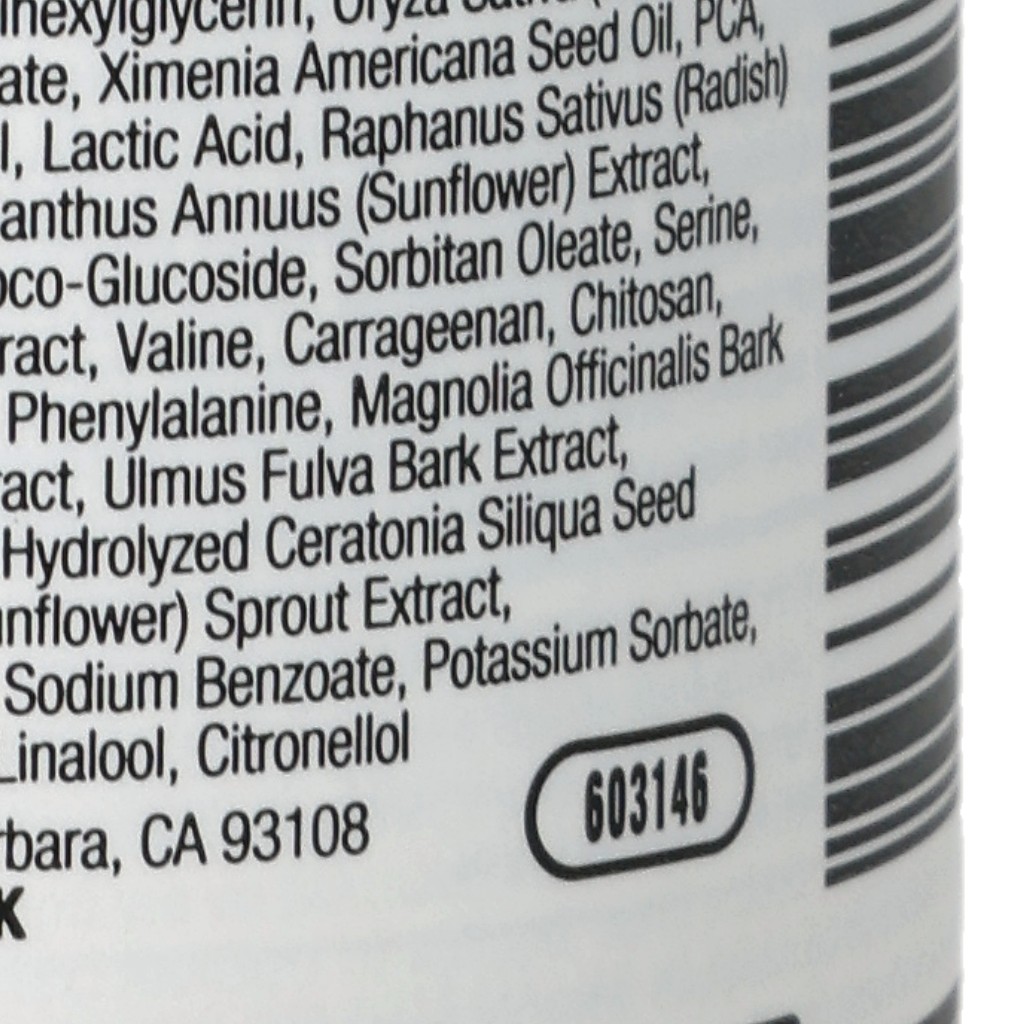 Ximenia Americana Seed Oil, PCA,
Lactic Acid, Raphanus Sativus (Radish)
anthus Annuus (Sunflower) Extract,
oco-Glucoside, Sorbitan Oleate, Serine,
ract, Valine, Carrageenan, Chitosan,
Phenylalanine, Magnolia Officinalis Bark
act, Ulmus Fulva Bark Extract,
Hydrolyzed Ceratonia Siliqua Seed
nflower) Sprout Extract,
Sodium Benzoate, Potassium Sorbate,
Linalool, Citronellol
603146
rbara, CA 93108
K